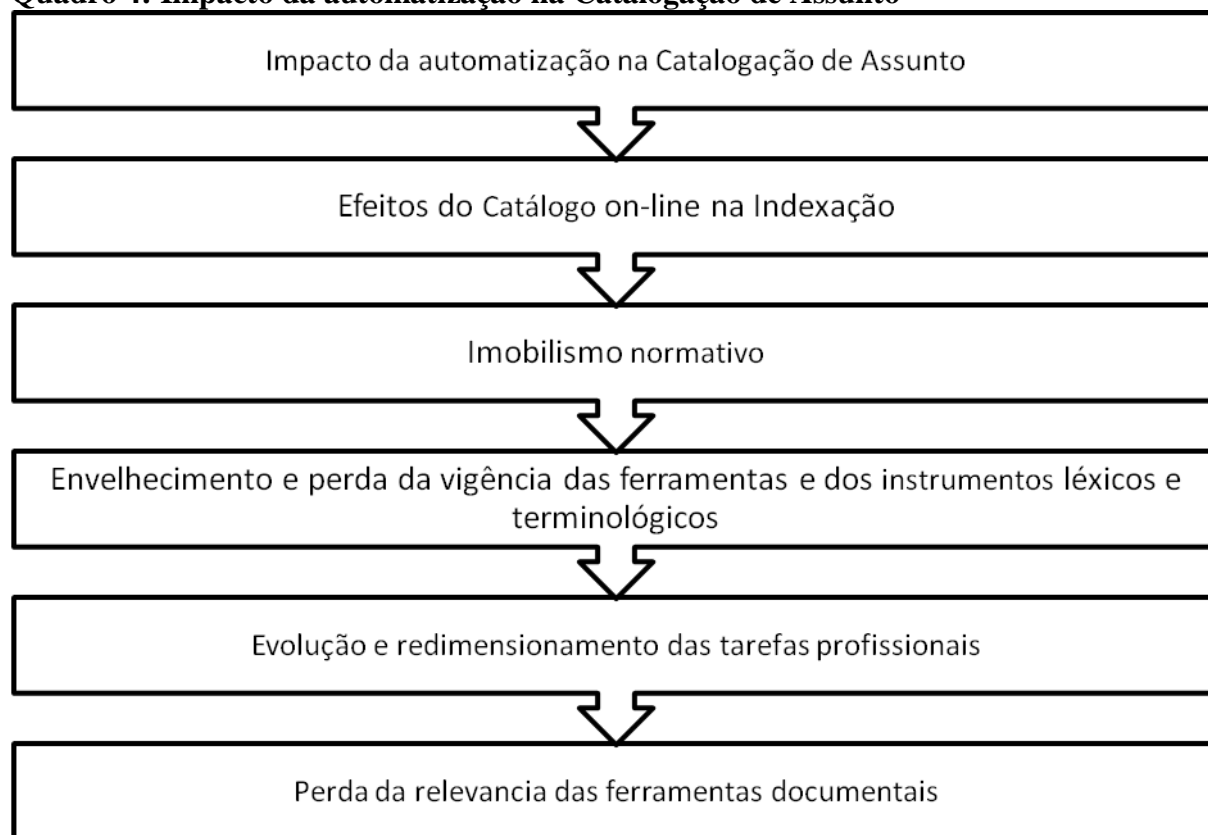 Quadro 4: Impacto da automatização na Catalogação de Assunto
Impacto da automatização na Catalogação de Assunto
Efeitos do Catálogo on-line na Indexação
Imobilismo normativo
Envelhecimento e perda da vigência das ferramentas e dos instrumentos léxicos e
terminológicos
Evolução e redimensionamento das tarefas profissionais
Perda da relevancia das ferramentas documentais